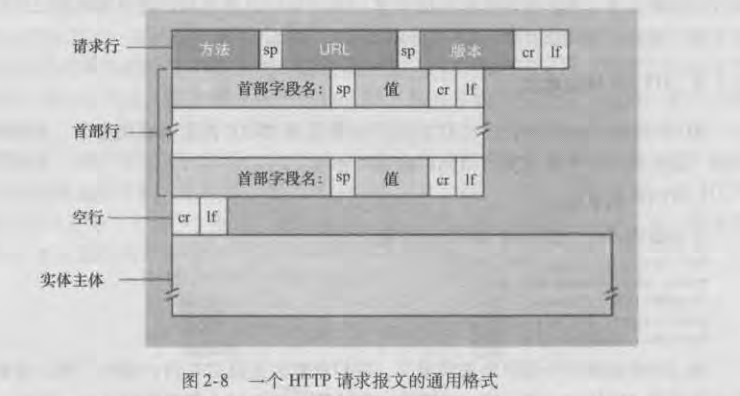 请求行 方法 sp URL sp 版本 cr lf
首部字段名: sp 值 cr lf
首部行
首部字段名: sp 值 cr lf
空行 cr lf
实体主体
图 2-8 一个 HTTP 请求报文的通用格式